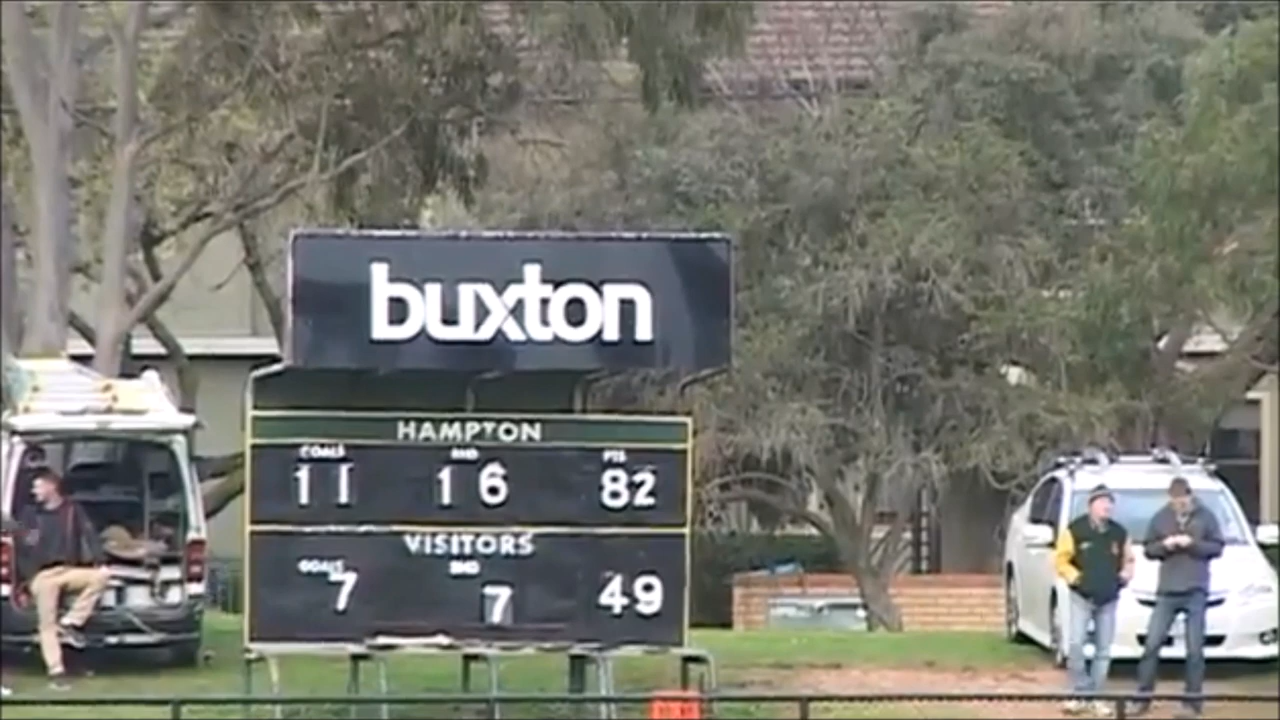 buxton
HAMPTON
GOALS BHD PTS
11 16 82
VISITORS
GOALS BHD
7 7 49